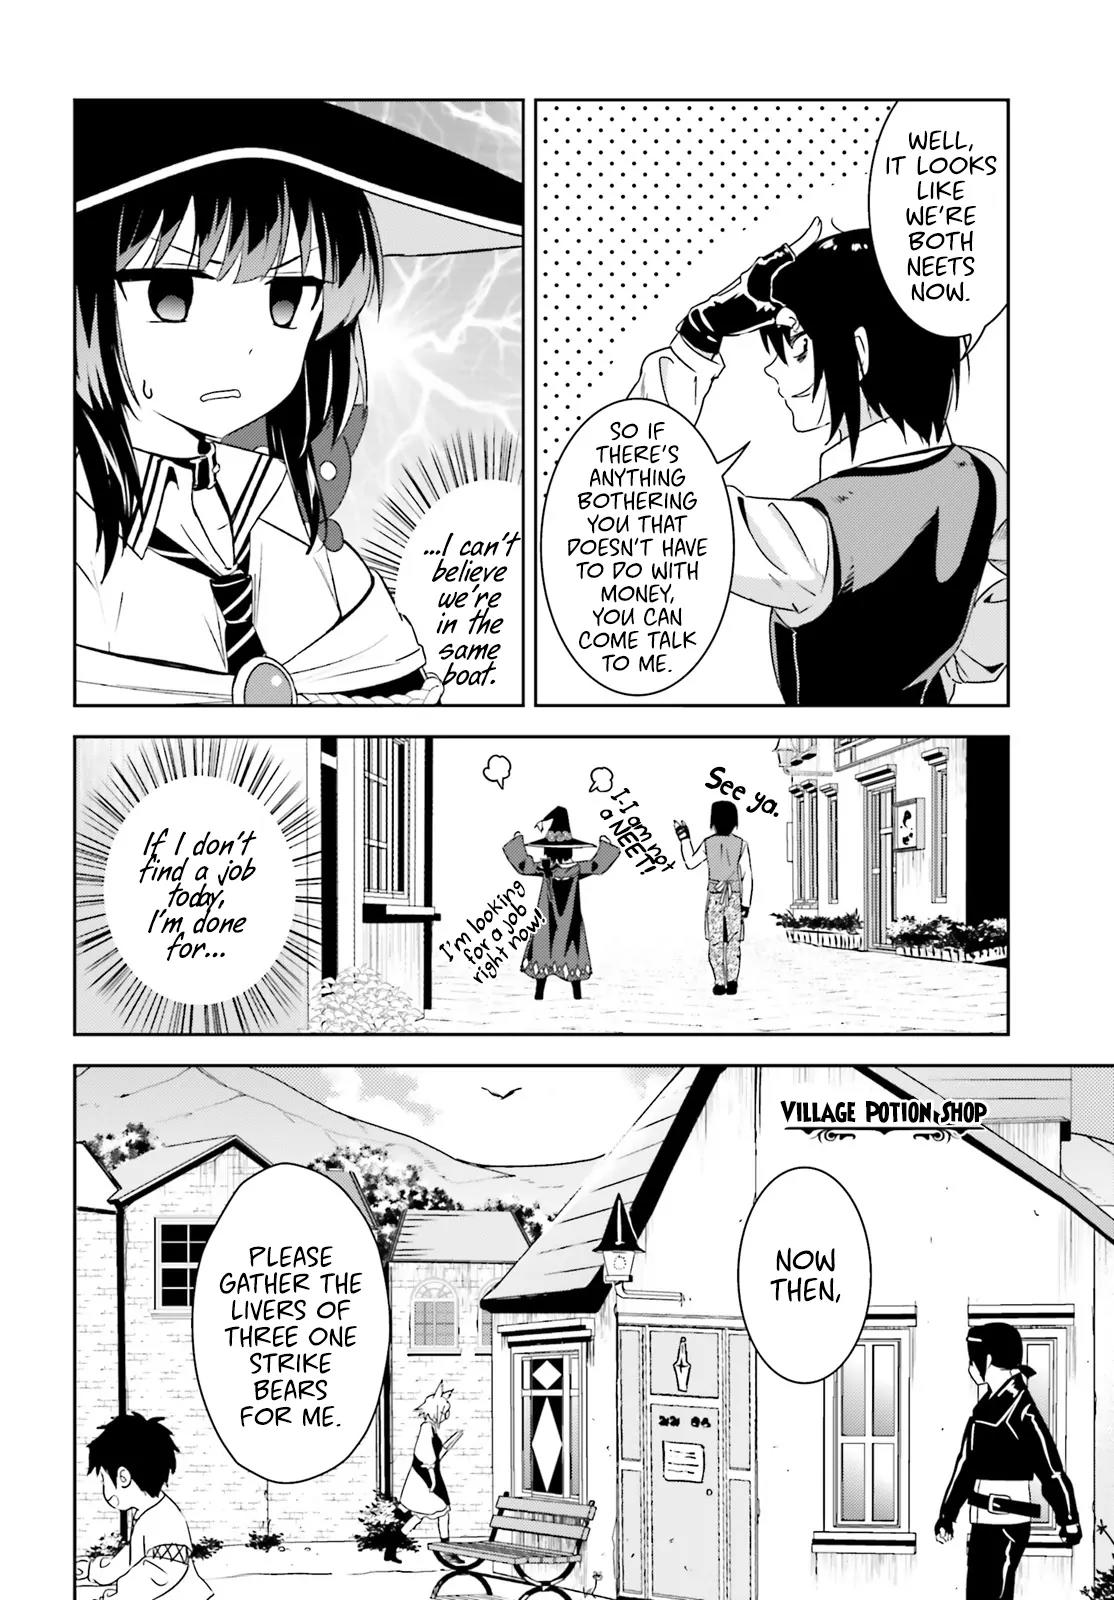 WELL,
IT LOOKS
LIKE
WE'RE
BOTH
NEETS
NOW.
SO IF
THERE'S
ANYTHING
BOTHERING
YOU THAT
DOESN'T HAVE
TO DO WITH
MONEY,
YOU CAN
COME TALK
TO ME.
...I can't
believe
we're
in the
same
boat.
See ya.
I-I am not
a NEET!
I'm looking
for a job
right now!
If I don't
find a job
today,
I'm done
for...
VILLAGE POTION SHOP
NOW
THEN,
PLEASE
GATHER THE
LIVERS OF
THREE ONE
STRIKE
BEARS
FOR ME.